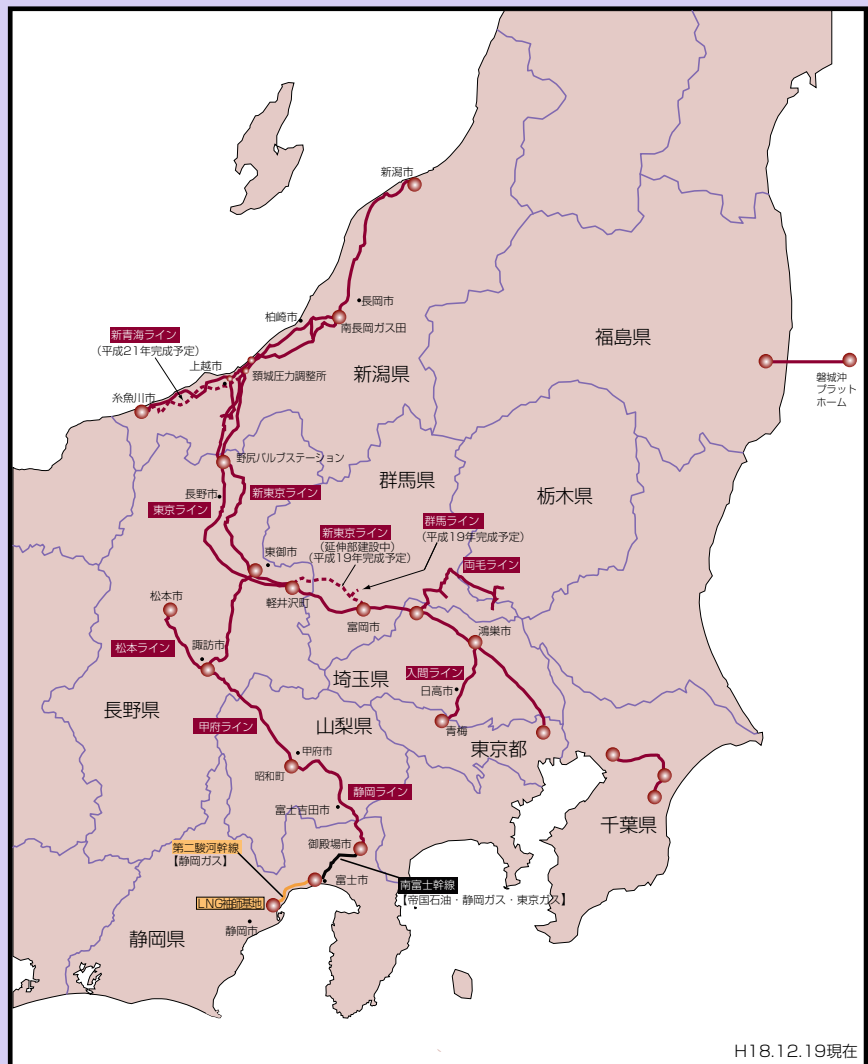 新潟市
長岡市
柏崎市
南長岡ガス田
新青海ライン
(平成21年完成予定)
上越市
頸城圧力調整所
糸魚川市
新潟県
福島県
磐城沖
プラット
ホーム
野尻バルブステーション
群馬県
栃木県
長野市
新東京ライン
東京ライン
新東京ライン
(延伸部建設中)
(平成19年完成予定)
群馬ライン
(平成19年完成予定)
両毛ライン
東御市
軽井沢町
富岡市
鴻巣市
松本市
諏訪市
松本ライン
埼玉県
入間ライン
日高市
長野県
甲府ライン
山梨県
青梅
東京都
甲府市
昭和町
静岡ライン
富士吉田市
千葉県
第二駿河幹線
【静岡ガス】
御殿場市
富士市
南富士幹線
【帝国石油・静岡ガス・東京ガス】
LNG袖師基地
静岡市
静岡県
H18.12.19現在